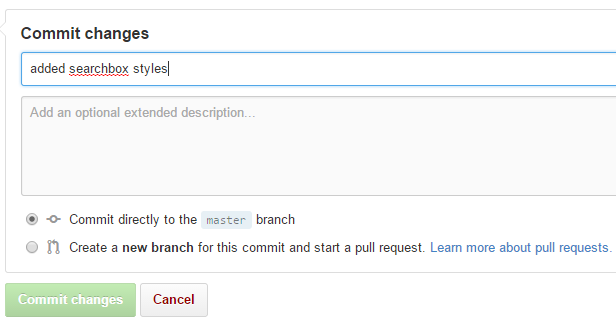 Commit changes
added searchbox styles
Add an optional extended description...
Commit directly to the master branch
Create a new branch for this commit and start a pull request. Learn more about pull requests.
Commit changes Cancel